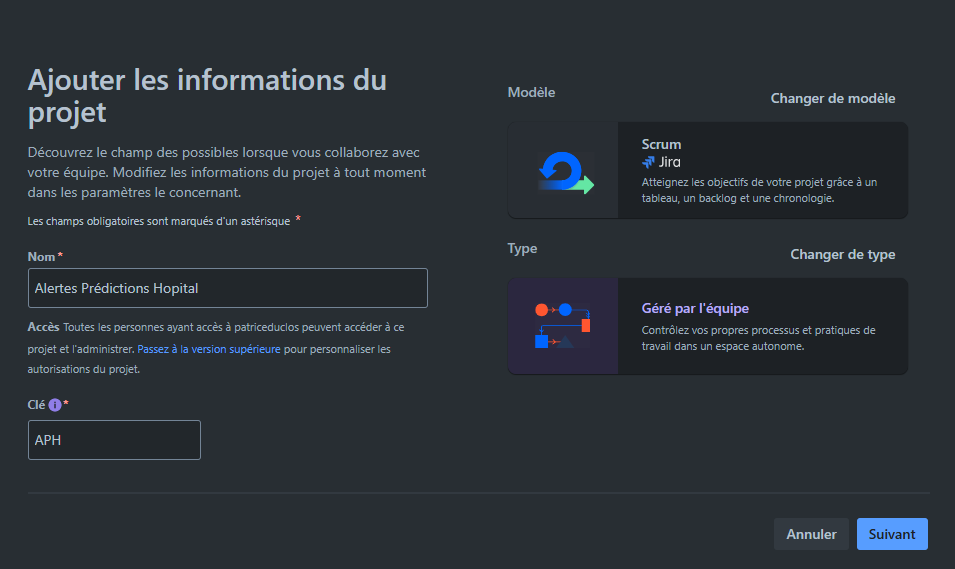 Ajouter les informations du
projet
Découvrez le champ des possibles lorsque vous collaborez avec
votre équipe. Modifiez les informations du projet à tout moment
dans les paramètres le concernant.
Les champs obligatoires sont marqués d'un astérisque *
Nom *
Alertes Prédictions Hopital
Accès Toutes les personnes ayant accès à patriceduclos peuvent accéder à ce
projet et l'administrer. Passez à la version supérieure pour personnaliser les
autorisations du projet.
Clé i *
APH
Modèle
Changer de modèle
Scrum
Jira
Atteignez les objectifs de votre projet grâce à un
tableau, un backlog et une chronologie.
Type
Changer de type
Géré par l'équipe
Contrôlez vos propres processus et pratiques de
travail dans un espace autonome.
Annuler
Suivant